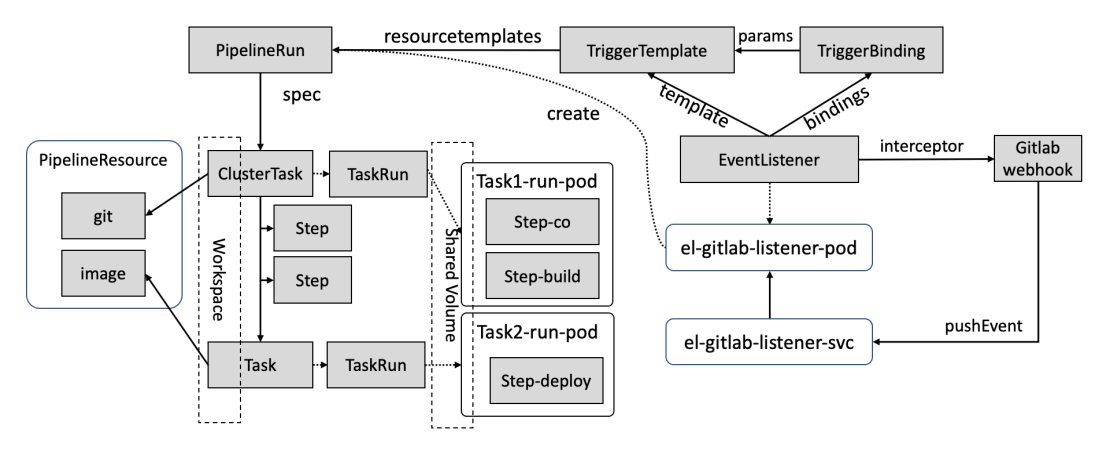 PipelineRun
resourcetemplates
TriggerTemplate
params
TriggerBinding
spec
create
template
bindings
PipelineResource
git
image
ClusterTask
TaskRun
Step
Step
Workspace
Task
TaskRun
Shared Volume
Task1-run-pod
Step-co
Step-build
Task2-run-pod
Step-deploy
EventListener
interceptor
Gitlab
webhook
el-gitlab-listener-pod
el-gitlab-listener-svc
pushEvent